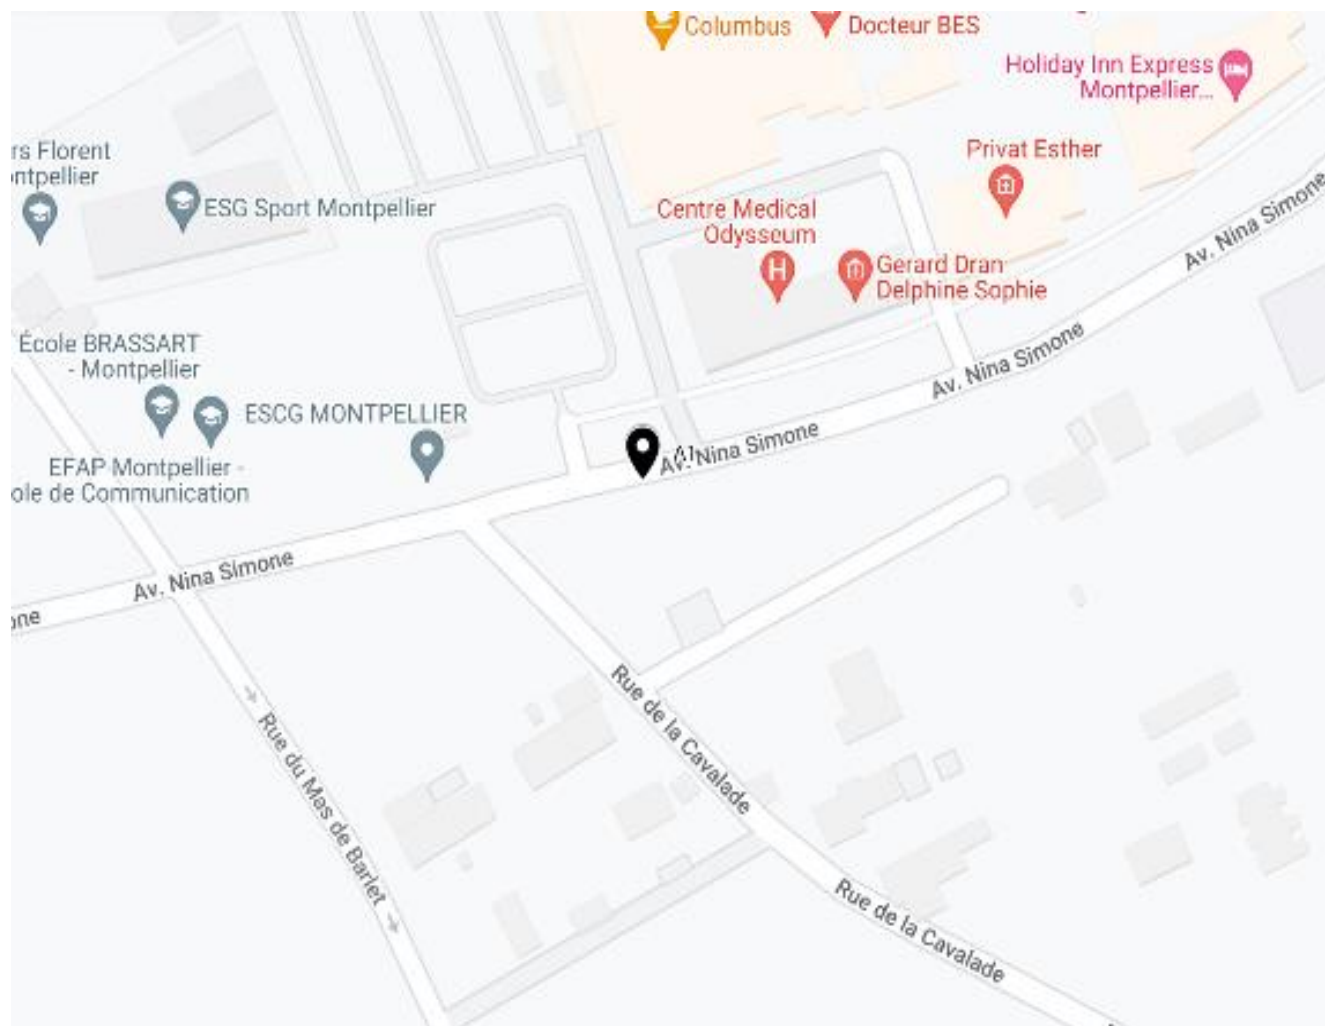 Columbus
Docteur BES
Holiday Inn Express
Montpellier...
rs Florent
ntpellier
Privat Esther
ESG Sport Montpellier
Centre Medical
Odysseum
Av. Nina Simone
Gerard Dran
Delphine Sophie
École BRASSART
- Montpellier
Av. Nina Simone
ESCG MONTPELLIER
Av. Nina Simone
EFAP Montpellier -
ole de Communication
Av. Nina Simone
one
Rue de la Cavalade
Rue du Mas de Barlet
Rue de la Cavalade